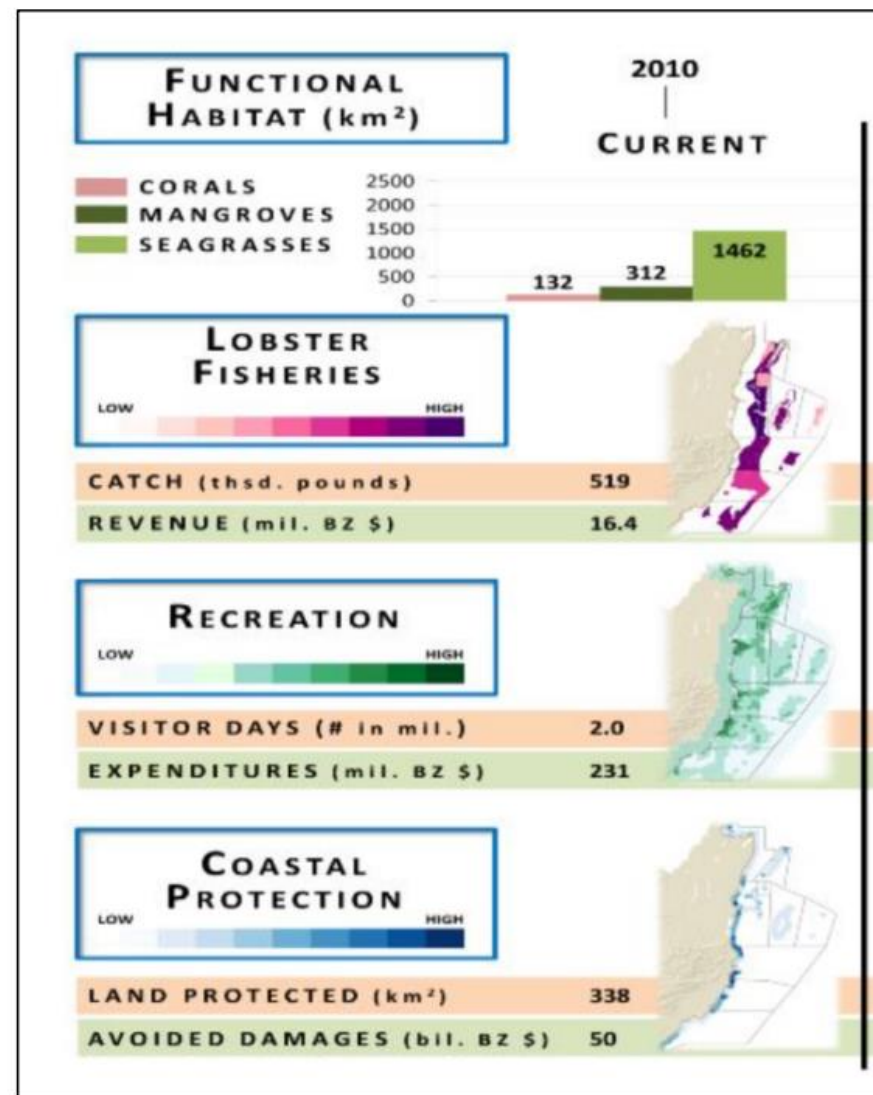 FUNCTIONAL
HABITAT (km²)
2010
CURRENT
CORALS
MANGROVES
SEAGRASSES
2500
2000
1500
1000
500
0
132
312
1462
LOBSTER
FISHERIES
LOW HIGH
CATCH (thsd. pounds) 519
REVENUE (mil. BZ $) 16.4
RECREATION
LOW HIGH
VISITOR DAYS (# in mil.) 2.0
EXPENDITURES (mil. BZ $) 231
COASTAL
PROTECTION
LOW HIGH
LAND PROTECTED (km²) 338
AVOIDED DAMAGES (bil. BZ $) 50